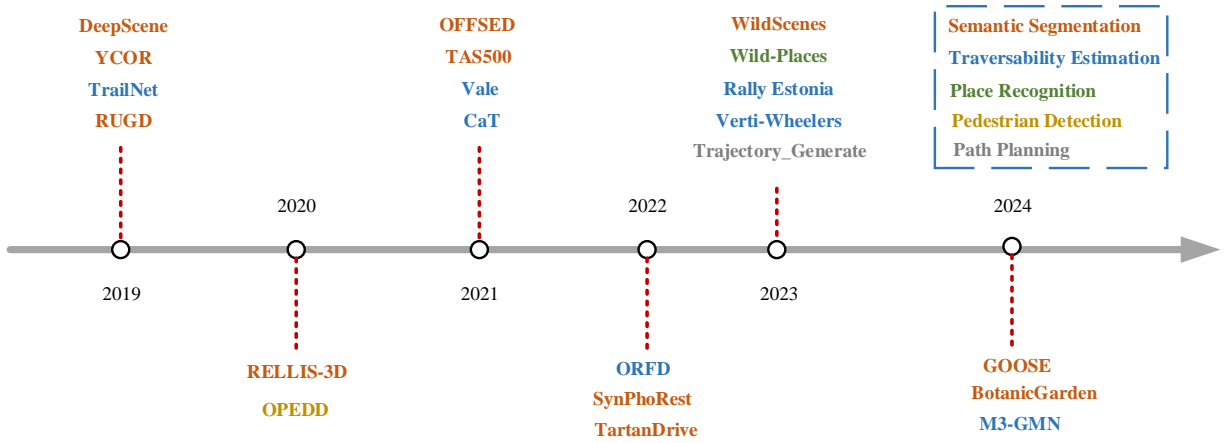 DeepScene
YCOR
TrailNet
RUGD
OFFSED
TAS500
Vale
CaT
WildScenes
Wild-Places
Rally Estonia
Verti-Wheelers
Trajectory_Generate
Semantic Segmentation
Traversability Estimation
Place Recognition
Pedestrian Detection
Path Planning
2020
2022
2024
2019
2021
2023
RELLIS-3D
OPEDD
ORFD
SynPhoRest
TartanDrive
GOOSE
BotanicGarden
M3-GMN